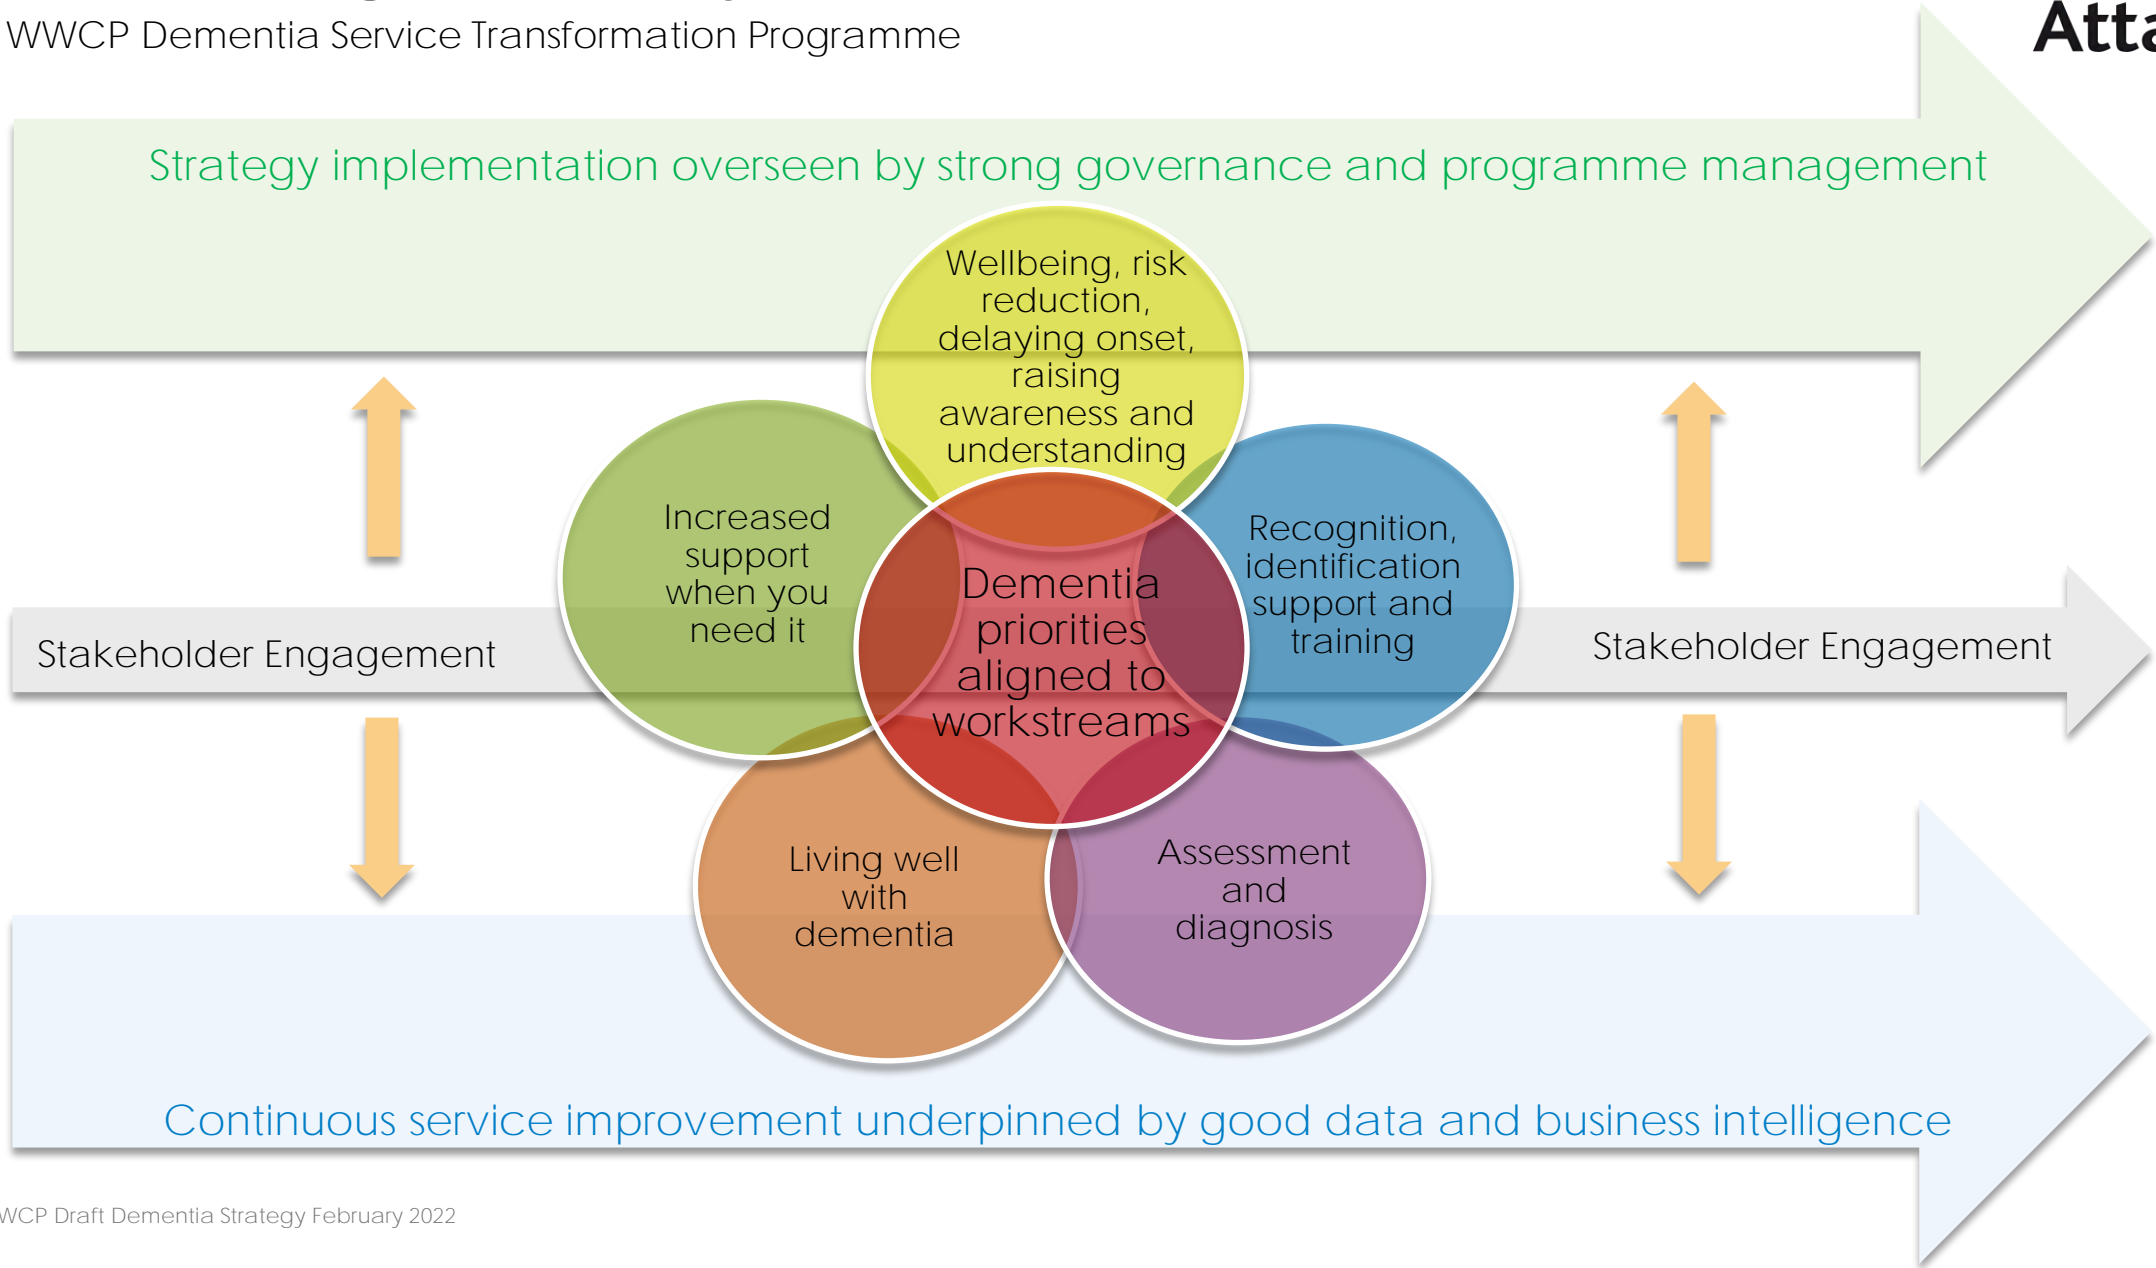 WWCP Dementia Service Transformation Programme
Strategy implementation overseen by strong governance and programme management
Wellbeing, risk
reduction,
delaying onset,
raising
awareness and
understanding
Increased
support
when you
need it
Recognition,
identification
support and
training
Dementia
priorities
aligned to
workstreams
Stakeholder Engagement
Stakeholder Engagement
Living well
with
dementia
Assessment
and
diagnosis
Continuous service improvement underpinned by good data and business intelligence
WCP Draft Dementia Strategy February 2022